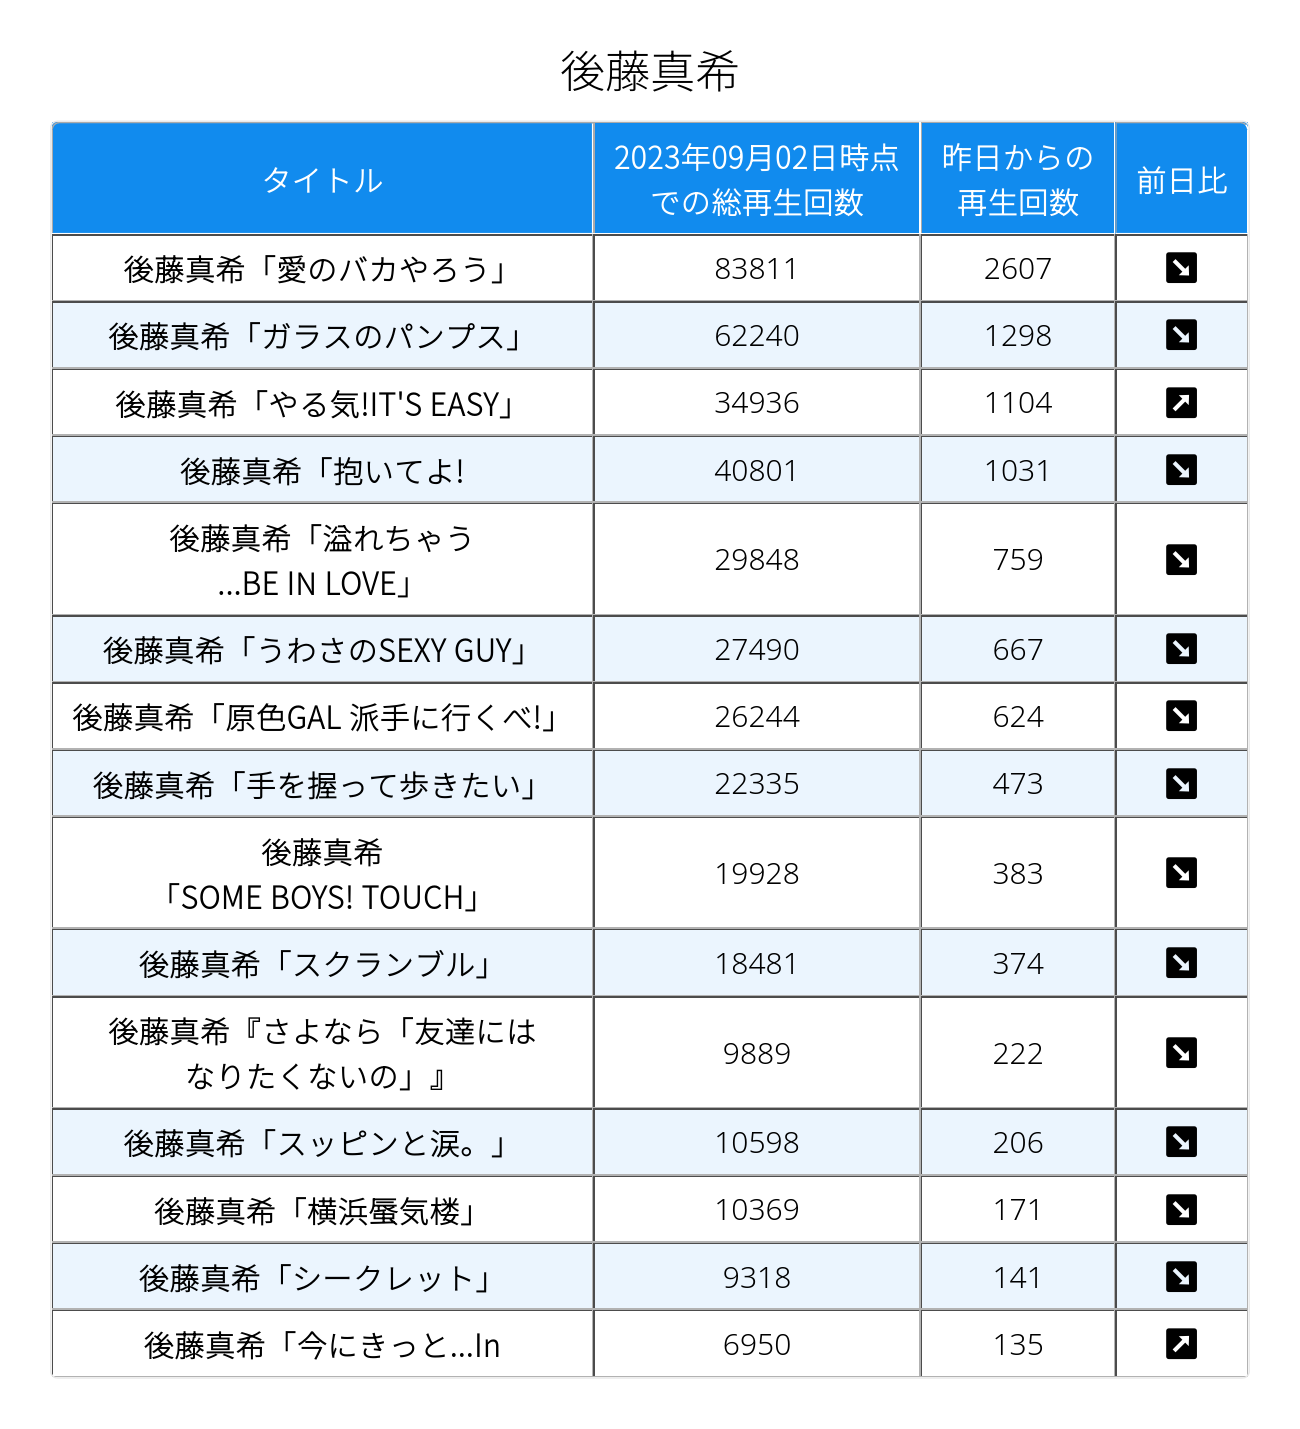 後藤真希
タイトル
2023年09月02日時点
での総再生回数
昨日からの
再生回数
前日比
後藤真希「愛のバカやろう」 83811 2607
後藤真希「ガラスのパンプス」 62240 1298
後藤真希「やる気!IT'S EASY」 34936 1104
後藤真希「抱いてよ! 40801 1031
後藤真希「溢れちゃう
...BE IN LOVE」 29848 759
後藤真希「うわさのSEXY GUY」 27490 667
後藤真希「原色GAL 派手に行くべ!」 26244 624
後藤真希「手を握って歩きたい」 22335 473
後藤真希
「SOME BOYS! TOUCH」 19928 383
後藤真希「スクランブル」 18481 374
後藤真希『さよなら「友達には
なりたくないの」』 9889 222
後藤真希「スッピンと涙。」 10598 206
後藤真希「横浜蜃気楼」 10369 171
後藤真希「シークレット」 9318 141
後藤真希「今にきっと...In 6950 135